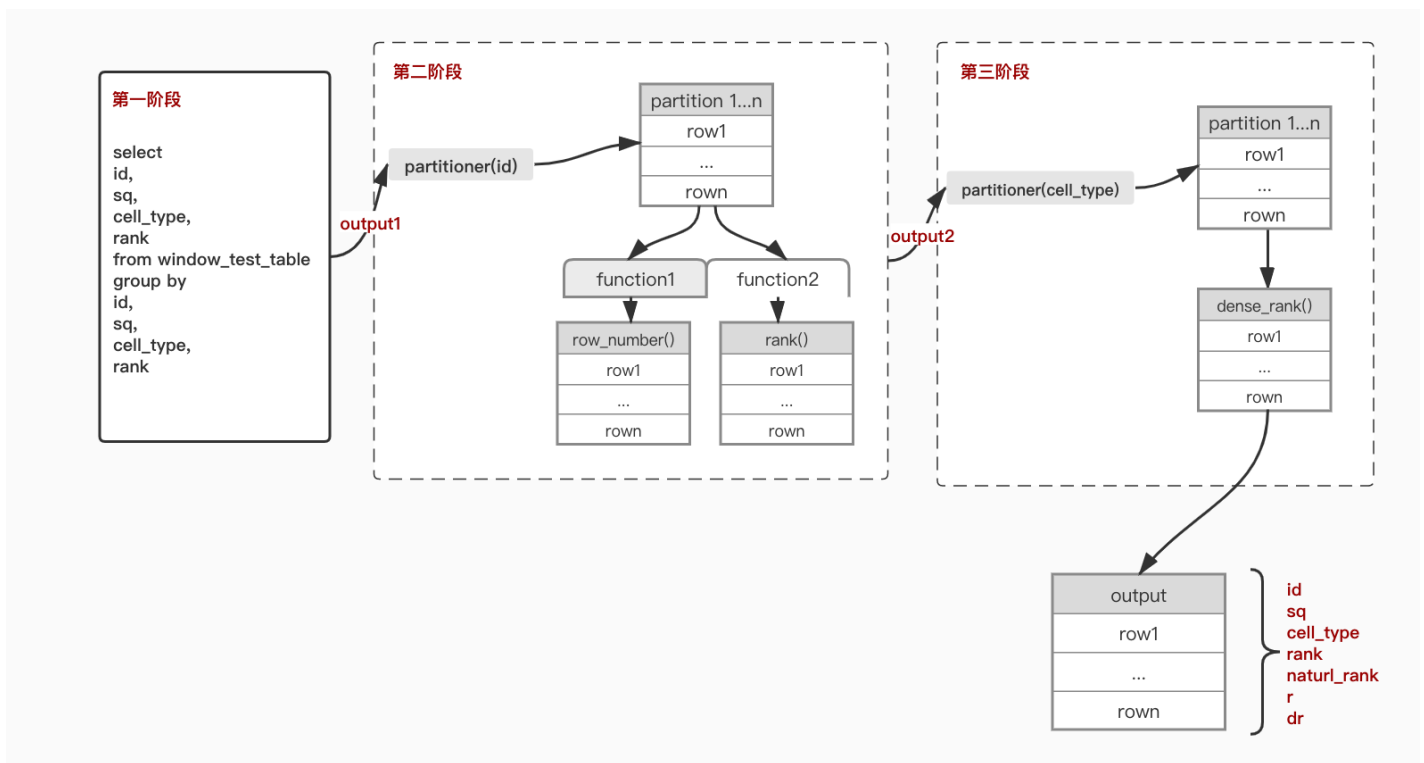 第一阶段
select
id,
sq,
cell_type,
rank
from window_test_table
group by
id,
sq,
cell_type,
rank
output1
第二阶段
partitioner(id)
partition 1...n
row1
...
rown
function1
function2
row_number()
row1
...
rown
rank()
row1
...
rown
output2
第三阶段
partitioner(cell_type)
partition 1...n
row1
...
rown
dense_rank()
row1
...
rown
output
row1
...
rown
id
sq
cell_type
rank
naturl_rank
r
dr